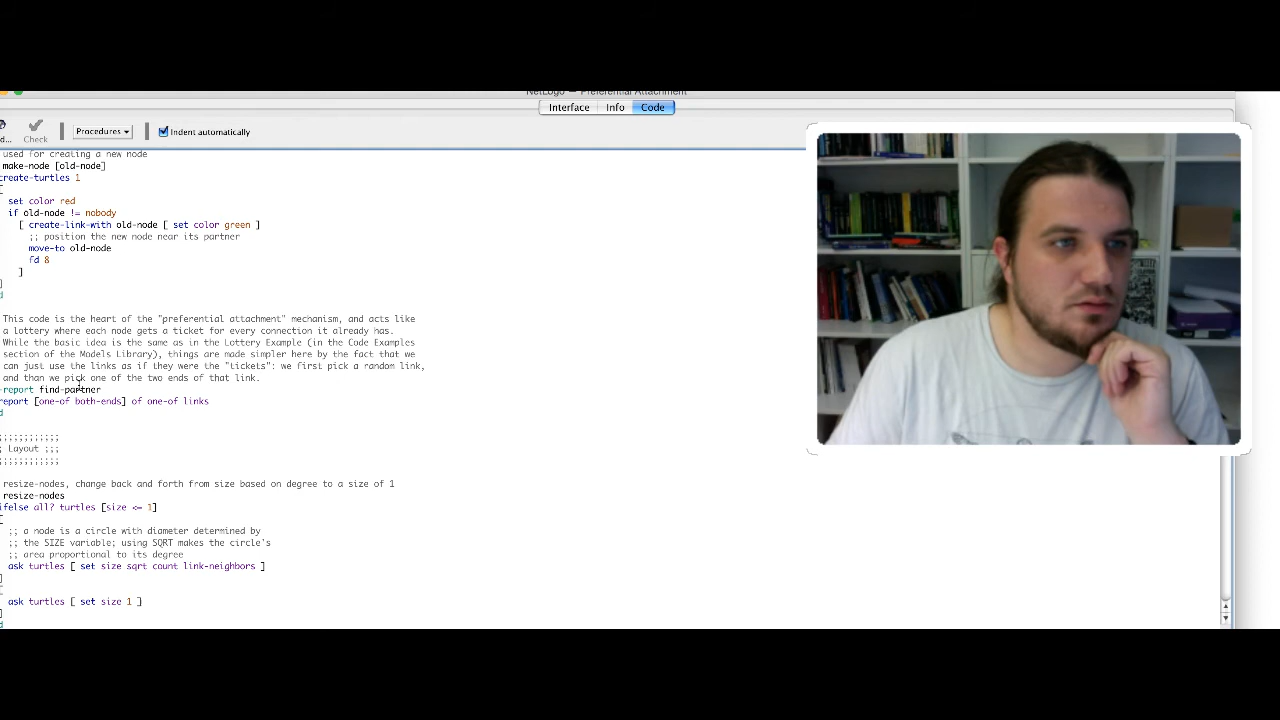 NetLogo — Preferential Attachment
Interface Info Code
d... Check Procedures Indent automatically
used for creating a new node
make-node [old-node]
create-turtles 1
[
set color red
if old-node != nobody
[ create-link-with old-node [ set color green ]
;; position the new node near its partner
move-to old-node
fd 8
]
]
d
This code is the heart of the "preferential attachment" mechanism, and acts like
a lottery where each node gets a ticket for every connection it already has.
While the basic idea is the same as in the Lottery Example (in the Code Examples
section of the Models Library), things are made simpler here by the fact that we
can just use the links as if they were the "tickets": we first pick a random link,
and than we pick one of the two ends of that link.
-report find-partner
report [one-of both-ends] of one-of links
d
;;;;;;;;;;;;
; Layout ;;;
;;;;;;;;;;;;
resize-nodes, change back and forth from size based on degree to a size of 1
resize-nodes
ifelse all? turtles [size <= 1]
[
;; a node is a circle with diameter determined by
;; the SIZE variable; using SQRT makes the circle's
;; area proportional to its degree
ask turtles [ set size sqrt count link-neighbors ]
]
[
ask turtles [ set size 1 ]
]
d